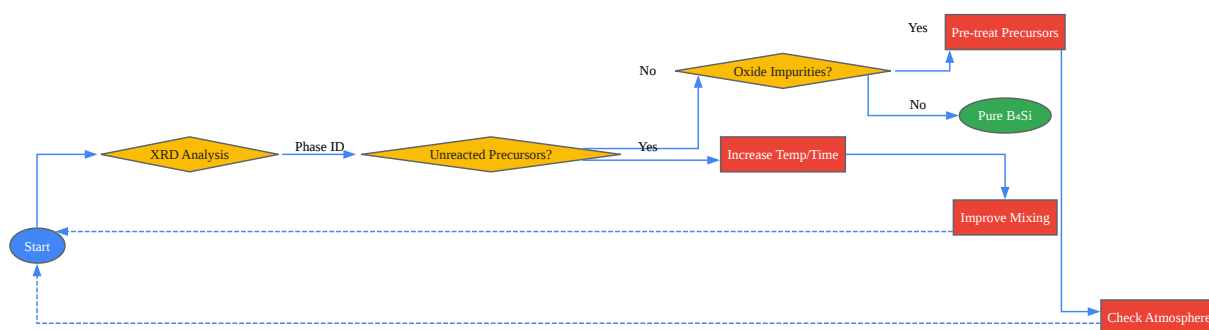 Start
XRD Analysis
Phase ID
Unreacted Precursors?
No
Oxide Impurities?
Yes
Pre-treat Precursors
No
Pure B₄Si
Yes
Increase Temp/Time
Improve Mixing
Check Atmosphere